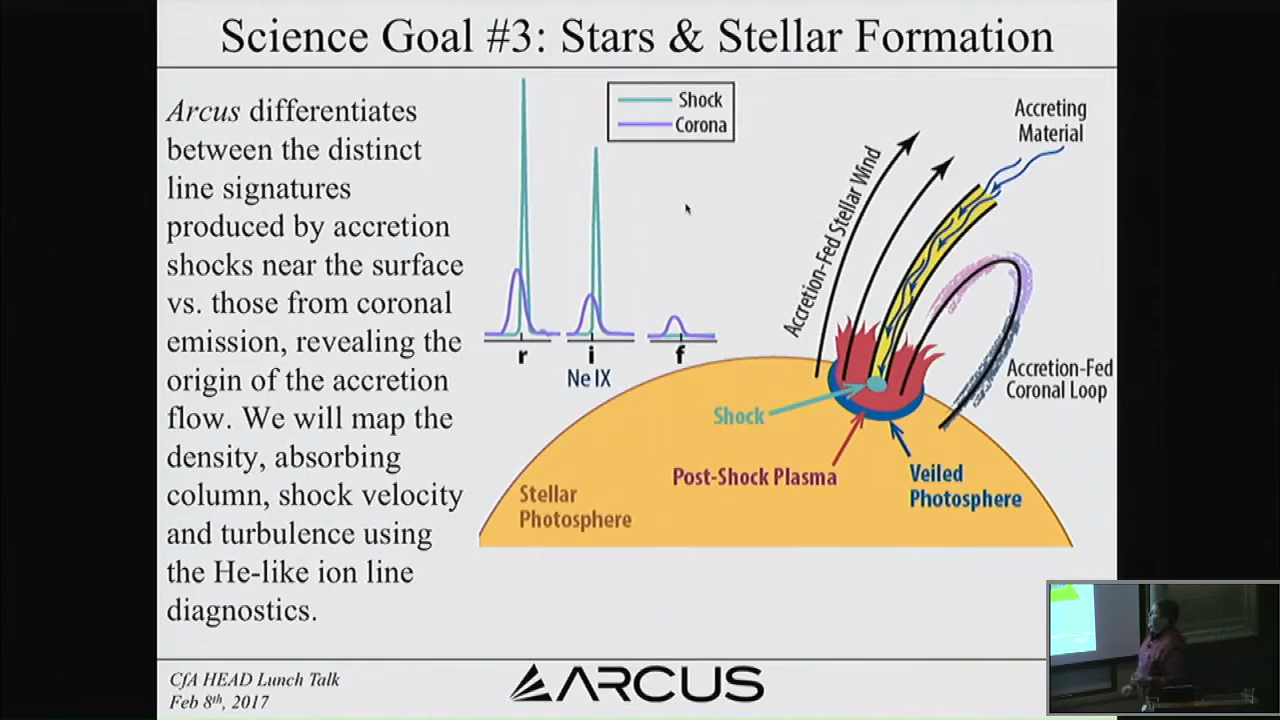 Science Goal #3: Stars & Stellar Formation
Arcus differentiates
between the distinct
line signatures
produced by accretion
shocks near the surface
vs. those from coronal
emission, revealing the
origin of the accretion
flow. We will map the
density, absorbing
column, shock velocity
and turbulence using
the He-like ion line
diagnostics.
Shock
Corona
r
i
f
Ne IX
Accreting
Material
Accretion-Fed Stellar Wind
Accretion-Fed
Coronal Loop
Shock
Post-Shock Plasma
Veiled
Photosphere
Stellar
Photosphere
CfA HEAD Lunch Talk
Feb 8th, 2017
ARCUS